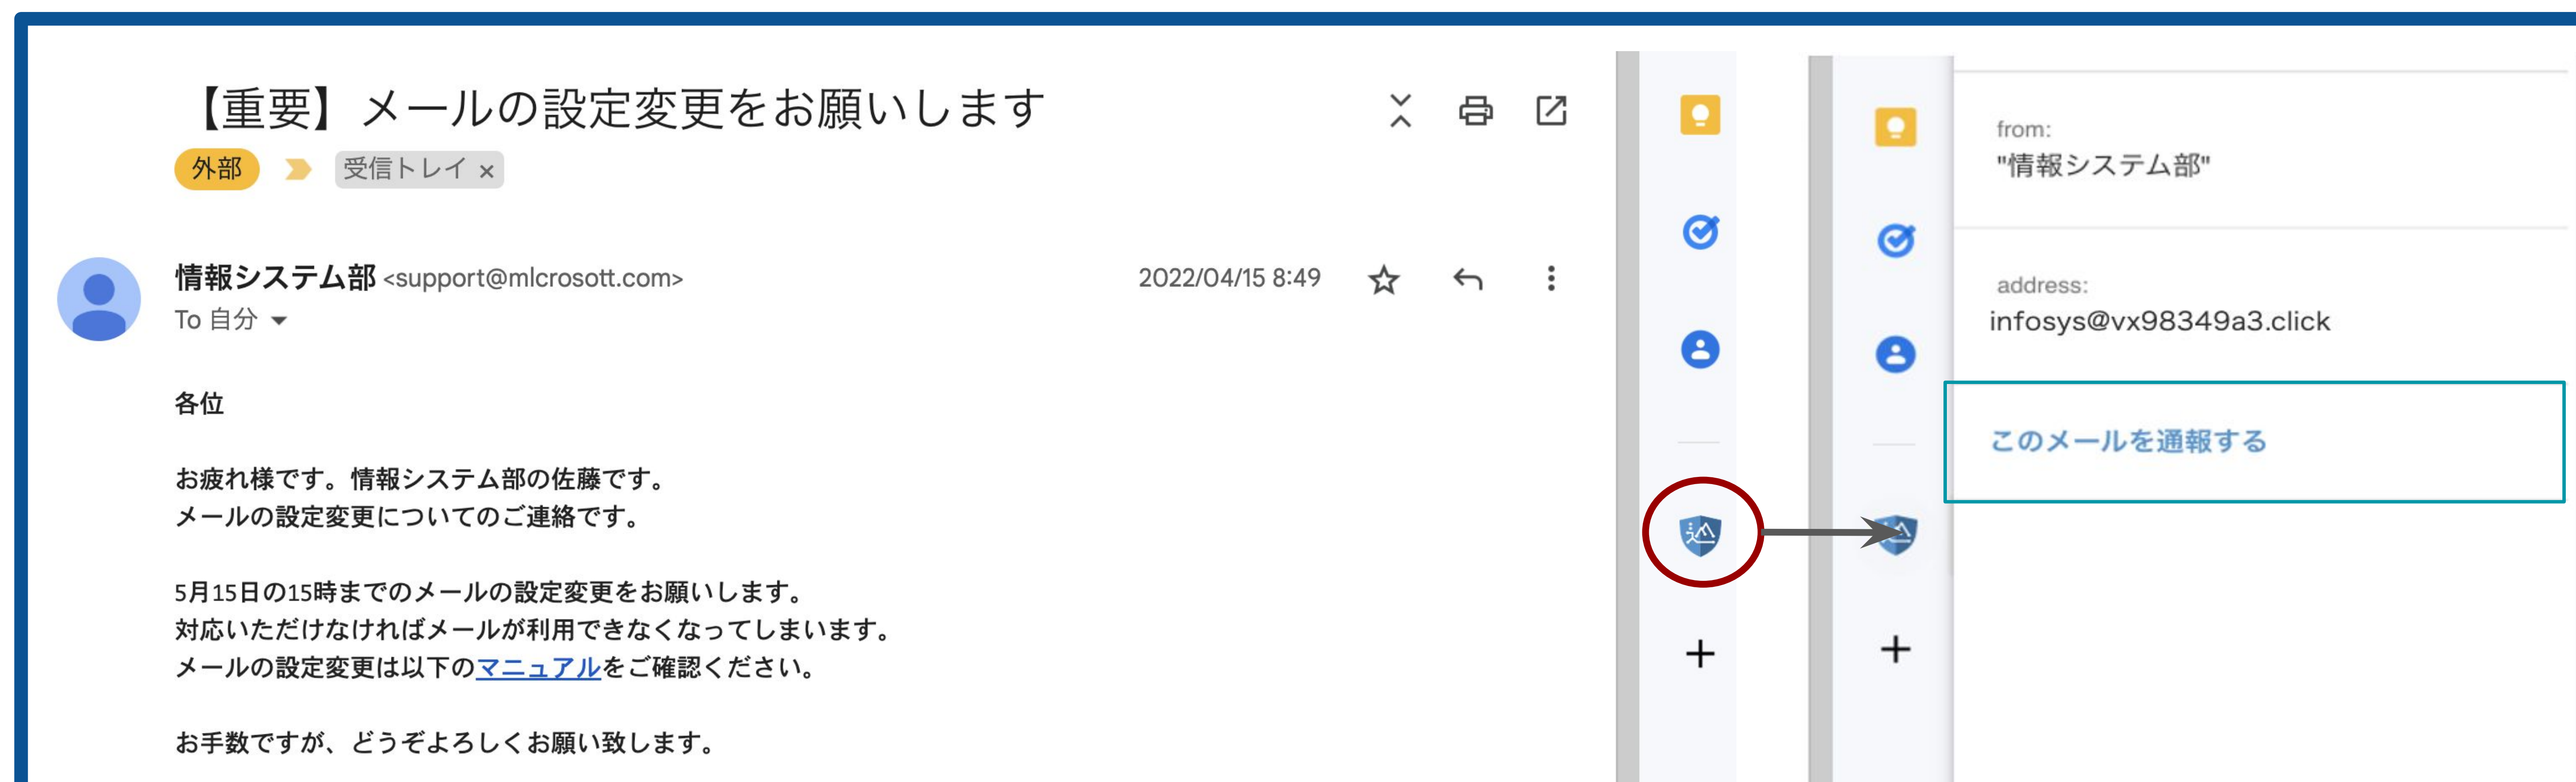 【重要】メールの設定変更をお願いします
外部
受信トレイ ×
情報システム部 <support@mlcrosott.com>
2022/04/15 8:49
To 自分
各位
お疲れ様です。情報システム部の佐藤です。
メールの設定変更についてのご連絡です。
5月15日の15時までのメールの設定変更をお願いします。
対応いただけなければメールが利用できなくなってしまいます。
メールの設定変更は以下のマニュアルをご確認ください。
お手数ですが、どうぞよろしくお願い致します。
from:
"情報システム部"
address:
infosys@vx98349a3.click
このメールを通報する